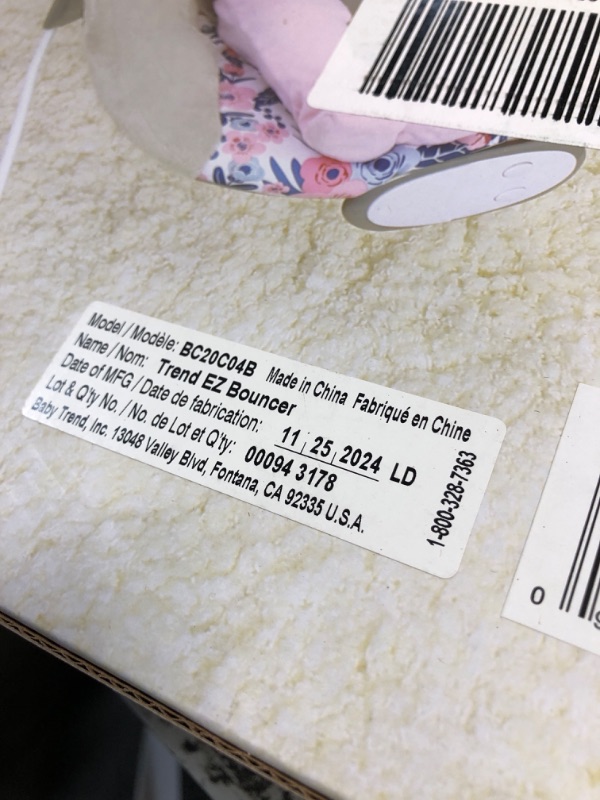 Model / Modèle: BC20C04B Made in China Fabriqué en Chine
Name / Nom: Trend EZ Bouncer
Date of MFG / Date de fabrication: 11 | 25 | 2024 LD
Lot & Q'ty No. / No. de Lot et Q'ty: 00094 3178
Baby Trend, Inc. 13048 Valley Blvd, Fontana, CA 92335 U.S.A.
1-800-328-7363
0